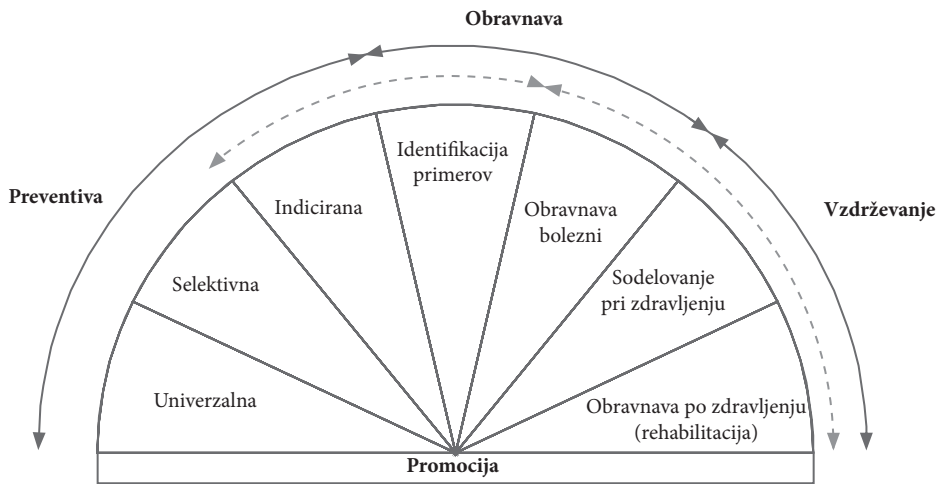 Obravnava
Preventiva
Vzdrževanje
Identifikacija
primerov
Indicirana
Obravnava
bolezni
Selektivna
Sodelovanje
pri zdravljenju
Univerzalna
Obravnava po zdravljenju
(rehabilitacija)
Promocija